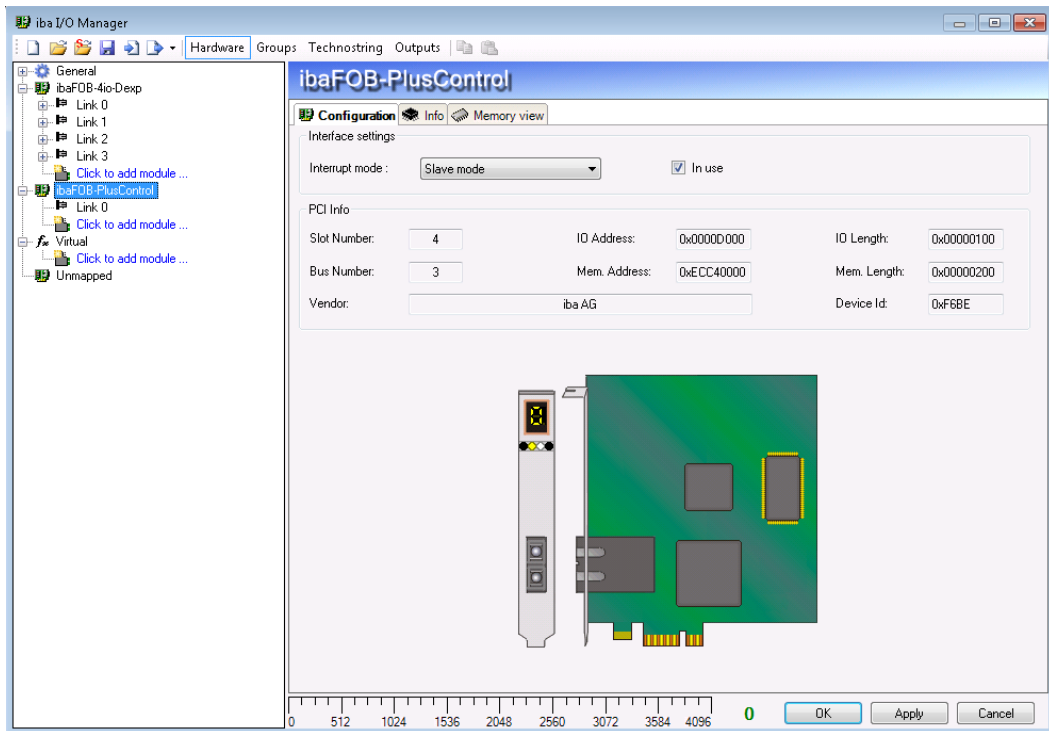 iba I/O Manager
Hardware Groups Technostring Outputs
General
ibaFOB-4io-Dexp
Link 0
Link 1
Link 2
Link 3
Click to add module ...
ibaFOB-PlusControl
Link 0
Click to add module ...
fx Virtual
Click to add module ...
Unmapped
ibaFOB-PlusControl
Configuration Info Memory view
Interface settings
Interrupt mode : Slave mode In use
PCI Info
Slot Number: 4 IO Address: 0x0000D000 IO Length: 0x00000100
Bus Number: 3 Mem. Address: 0xECC40000 Mem. Length: 0x00000200
Vendor: iba AG Device Id: 0xF6BE
0
0 512 1024 1536 2048 2560 3072 3584 4096 0 OK Apply Cancel